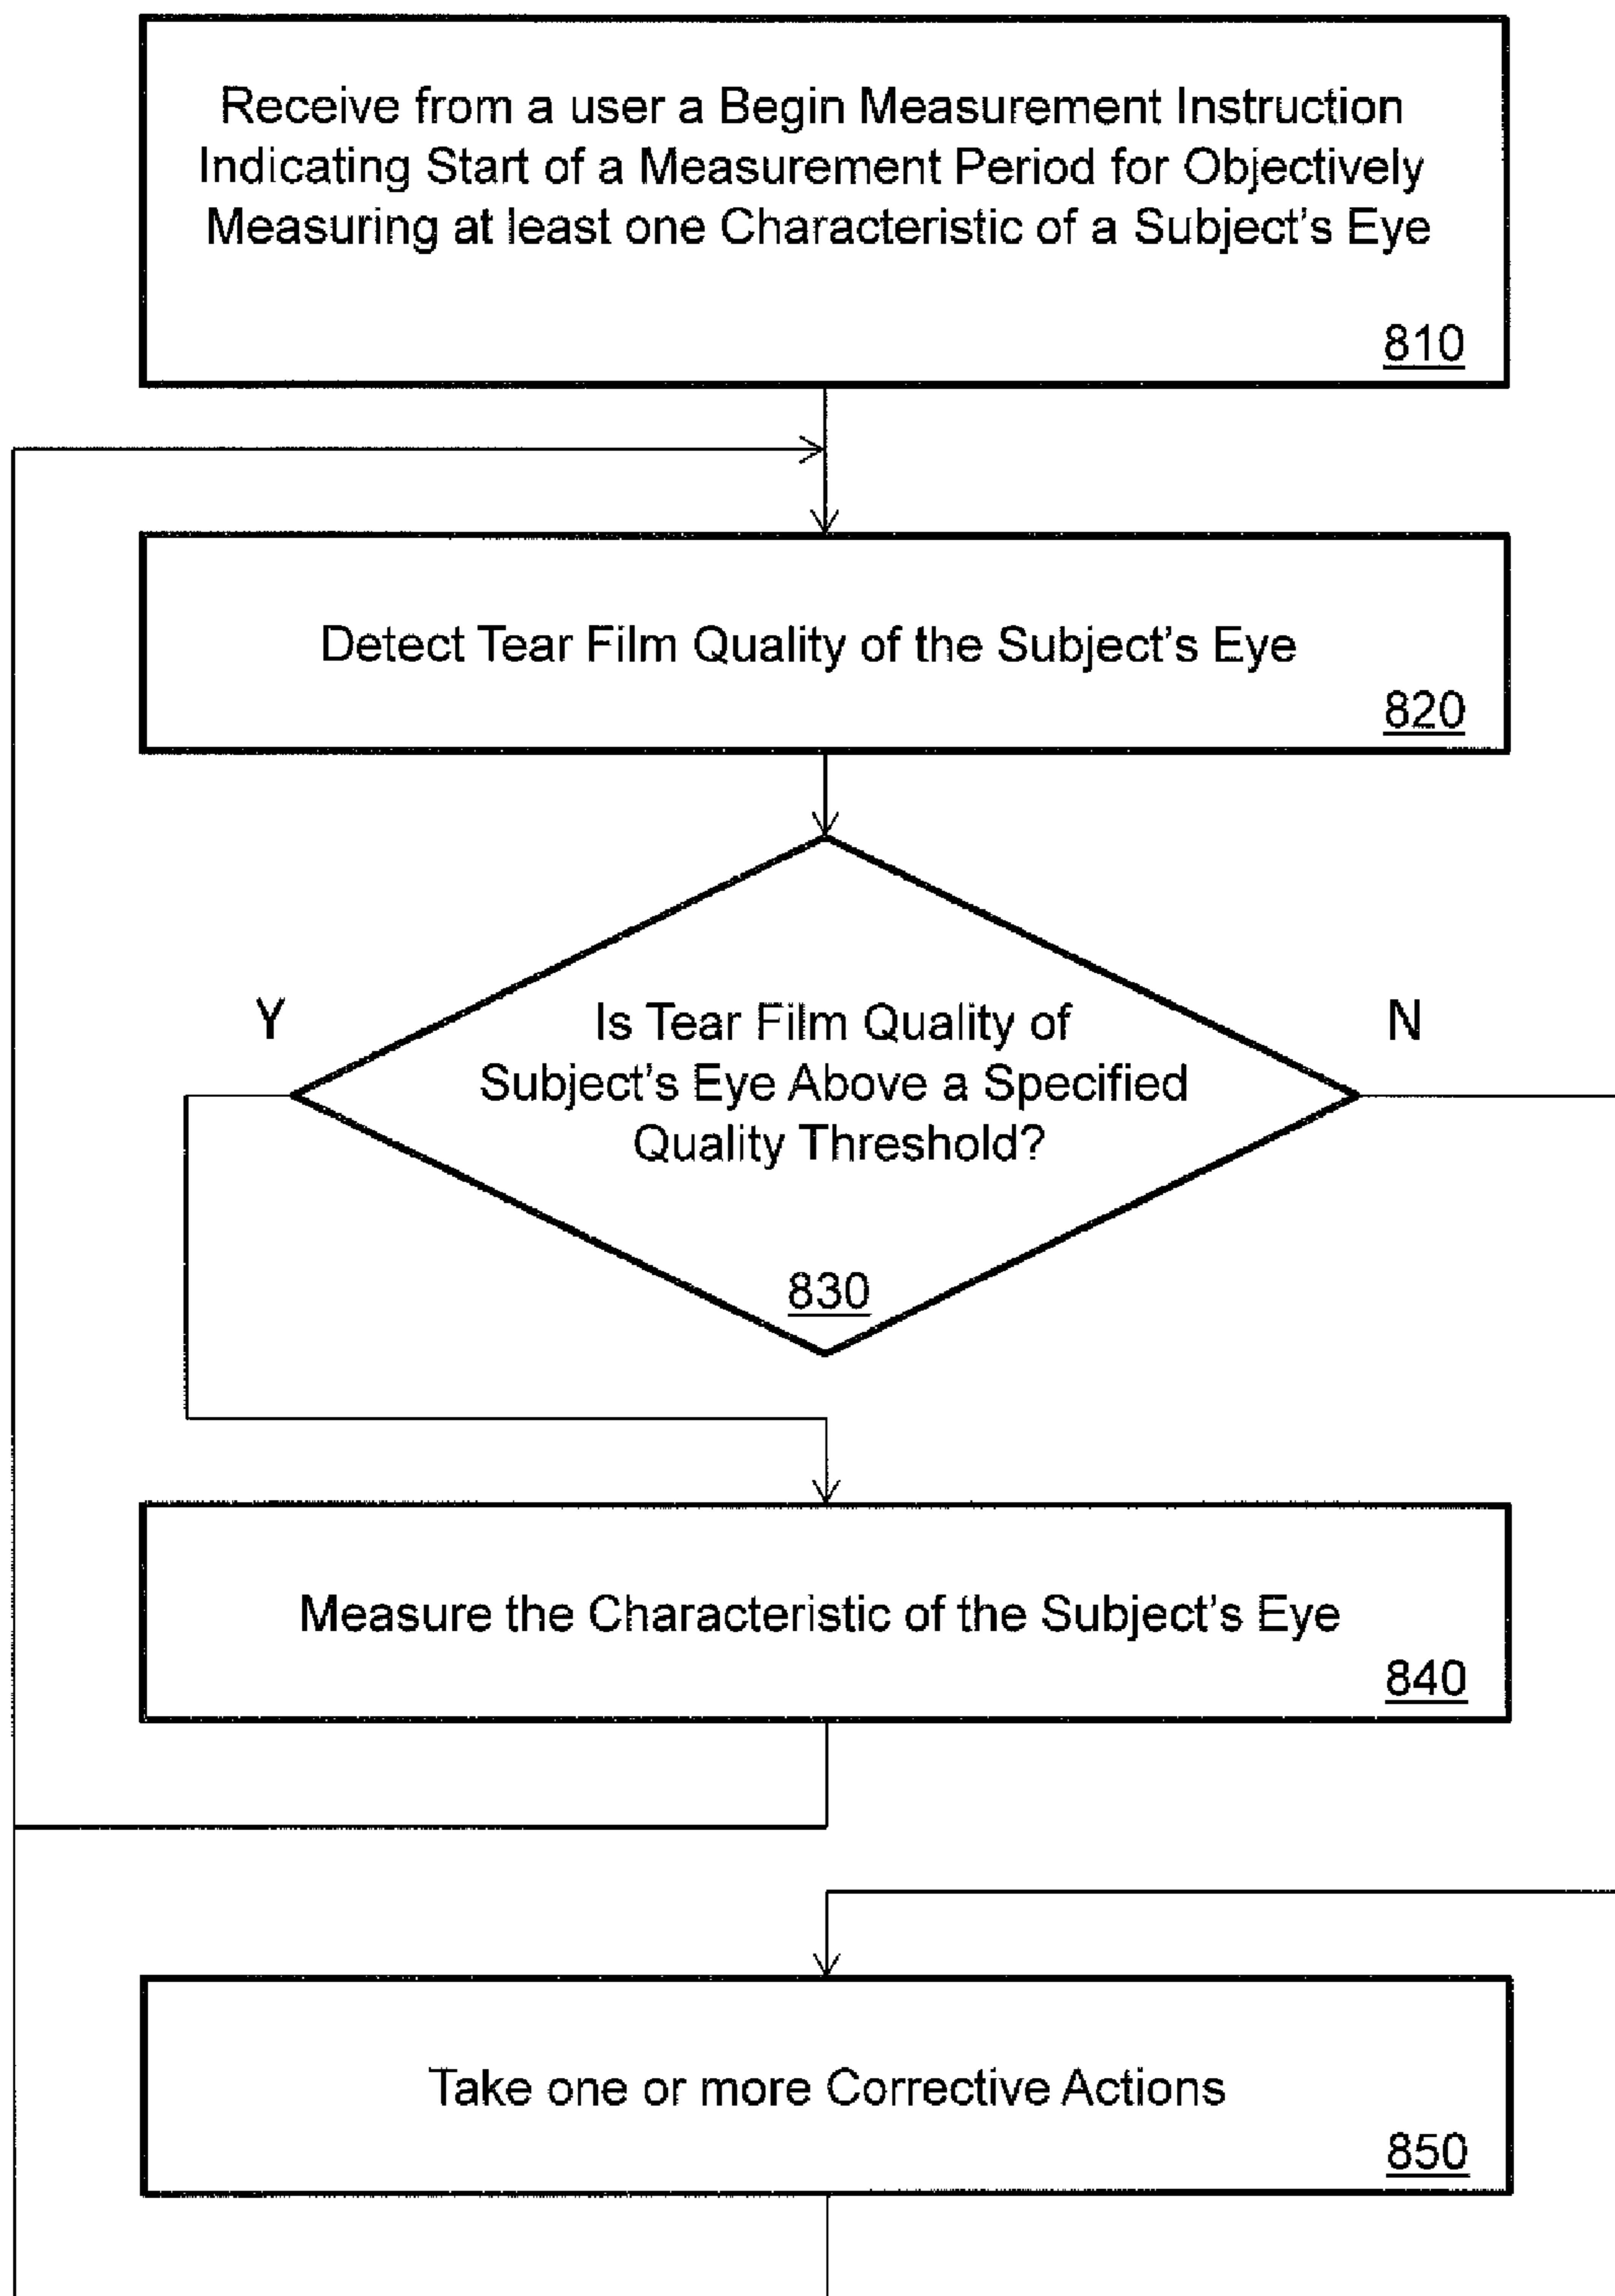 Receive from a user a Begin Measurement Instruction
Indicating Start of a Measurement Period for Objectively
Measuring at least one Characteristic of a Subject's Eye
810
Detect Tear Film Quality of the Subject's Eye
820
Y
N
Is Tear Film Quality of
Subject's Eye Above a Specified
Quality Threshold?
830
Measure the Characteristic of the Subject's Eye
840
Take one or more Corrective Actions
850